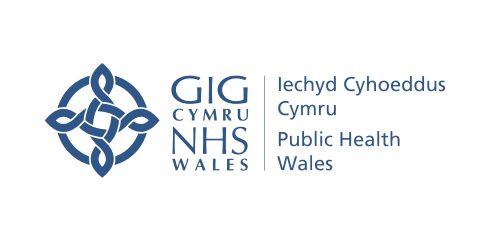 GIG
CYMRU
NHS
WALES
Iechyd Cyhoeddus
Cymru
Public Health
Wales